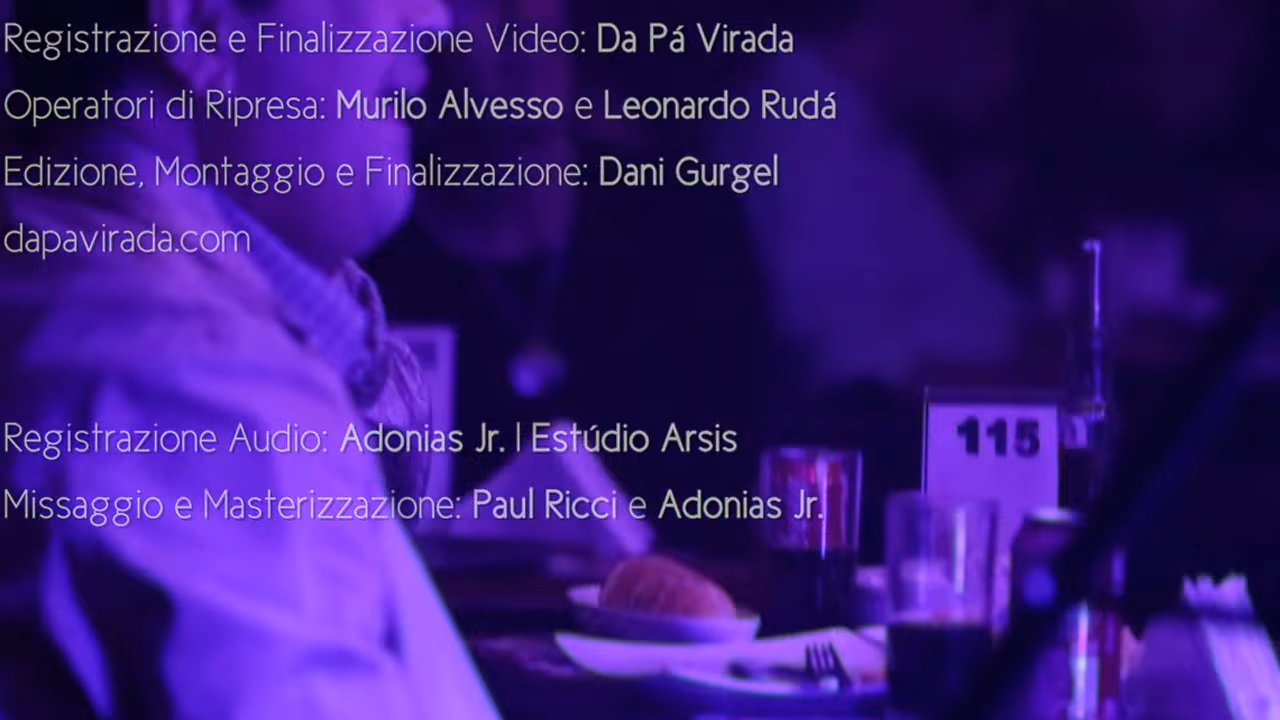 Registrazione e Finalizzazione Video: Da Pá Virada
Operatori di Ripresa: Murilo Alvesso e Leonardo Rudá
Edizione, Montaggio e Finalizzazione: Dani Gurgel
dapavirada.com
Registrazione Audio: Adonias Jr. | Estúdio Arsis
Missaggio e Masterizzazione: Paul Ricci e Adonias Jr.
115